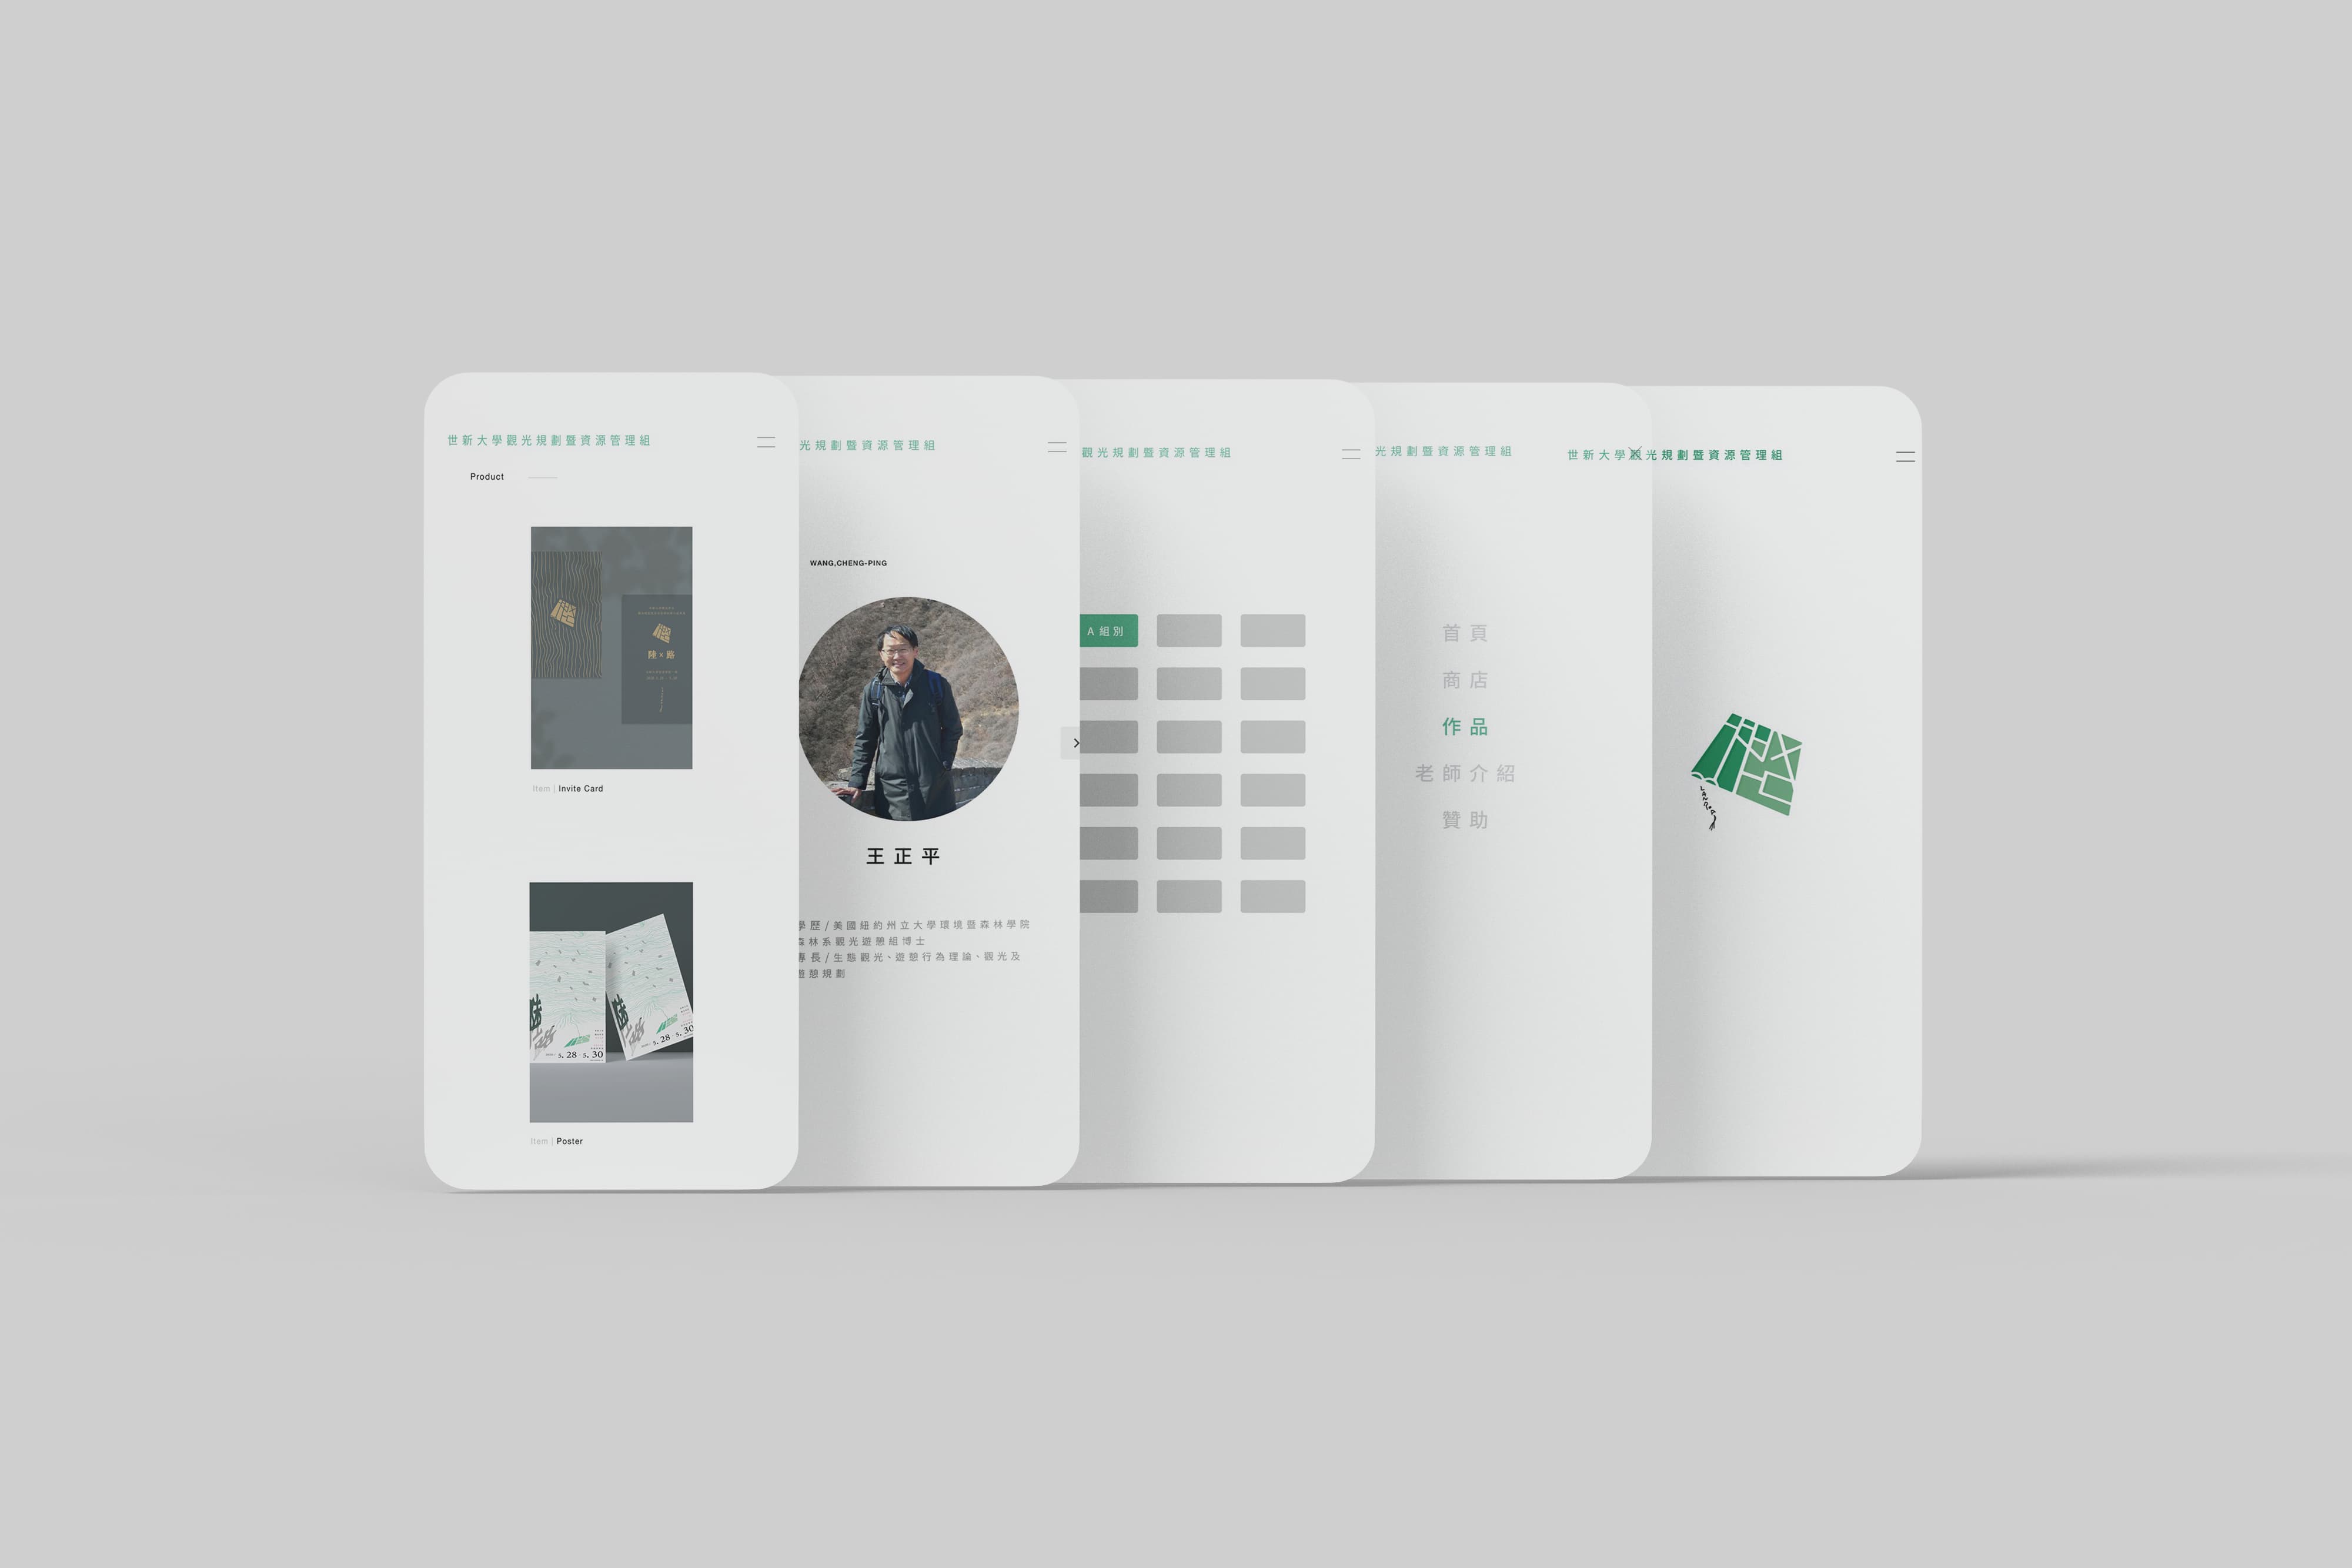 世新大學觀光規劃暨資源管理組
Product
陸×路
Item | Invite Card
5. 28 - 5. 30
5. 28 - 5. 30
Item | Poster
光規劃暨資源管理組
WANG,CHENG-PING
王正平
學歷/美國紐約州立大學環境暨森林學院
森林系觀光遊憩組博士
專長/生態觀光、遊憩行為理論、觀光及
遊憩規劃
觀光規劃暨資源管理組
A 組別
光規劃暨資源管理組
首頁
商店
作品
老師介紹
贊助
世新大學觀光規劃暨資源管理組